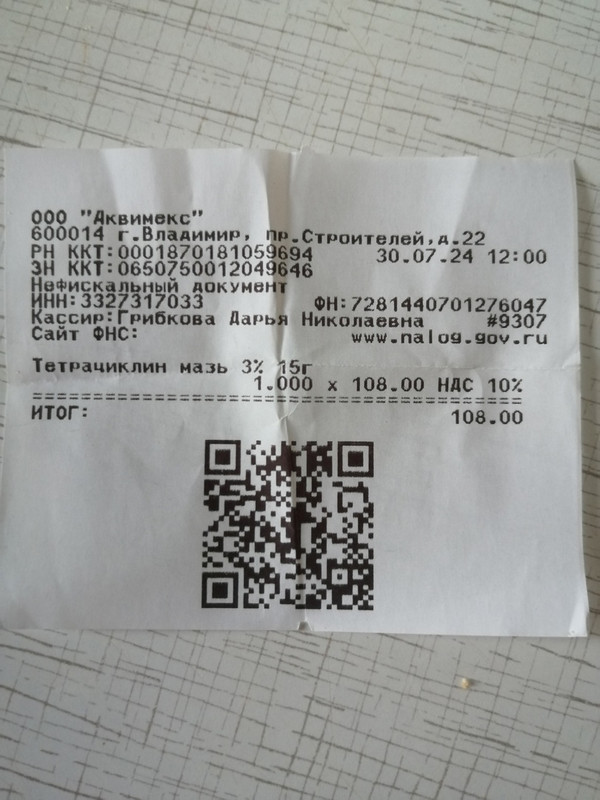 ООО "Аквимекс"
600014 г.Владимир, пр.Строителей,д.22
РН ККТ:0001870181059694 30.07.24 12:00
ЗН ККТ:0650750012049646
Нефискальный документ
ИНН:3327317033 ФН:7281440701276047
Кассир:Грибкова Дарья Николаевна #9307
Сайт ФНС: www.nalog.gov.ru
Тетрациклин мазь 3% 15г
1.000 x 108.00 НДС 10%
========================================
ИТОГ: 108.00